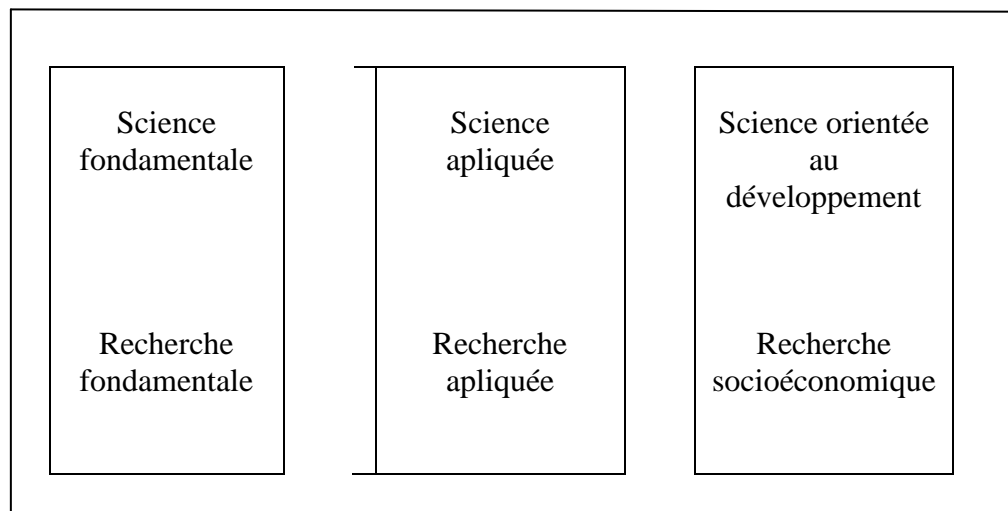 Science
fondamentale
Recherche
fondamentale
Science
apliquée
Recherche
apliquée
Science orientée
au
développement
Recherche
socioéconomique